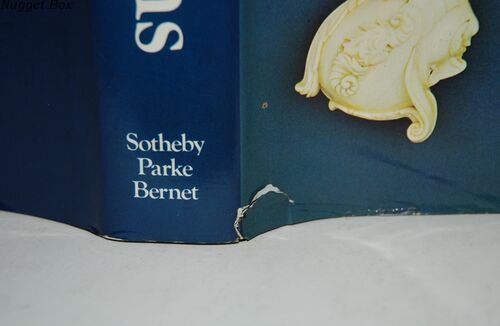 Nugget Box
Sotheby
Parke
Bernet